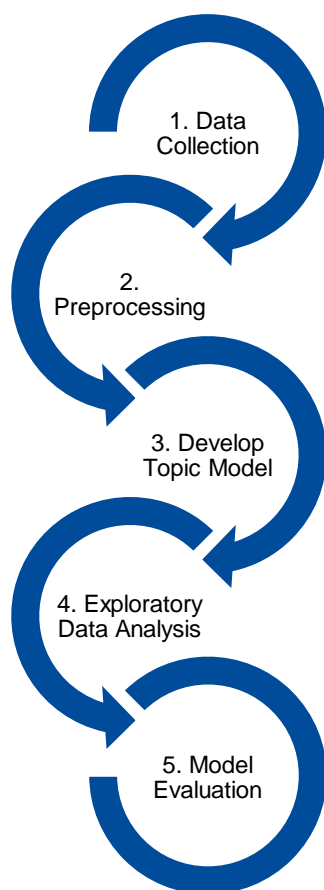 1. Data
Collection
2.
Preprocessing
3. Develop
Topic Model
4. Exploratory
Data Analysis
5. Model
Evaluation